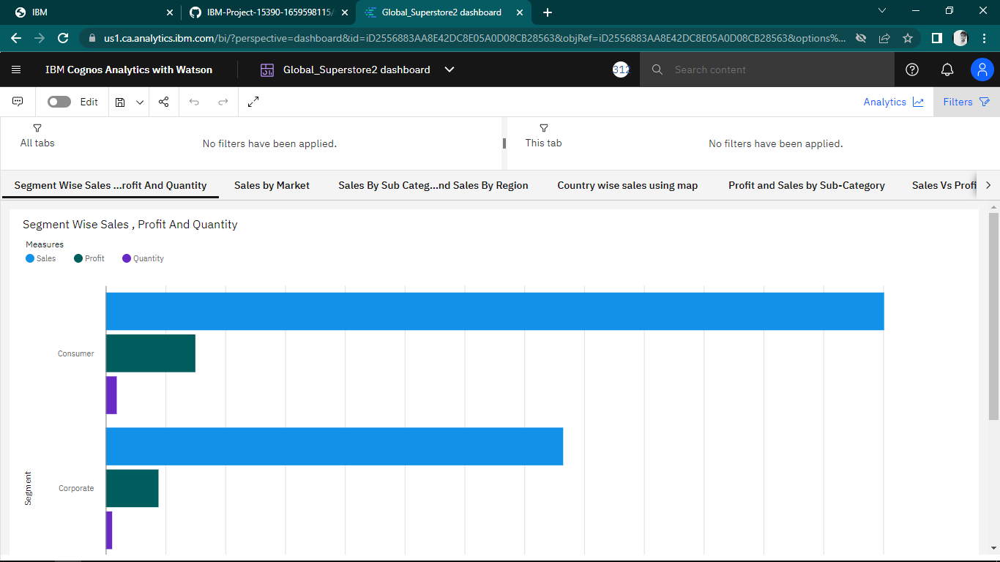 IBM
IBM-Project-15390-1659598115/
Global_Superstore2 dashboard
us1.ca.analytics.ibm.com/bi/?perspective=dashboard&id=iD2556883AA8E42DC8E05A0D08CB28563&objRef=iD2556883AA8E42DC8E05A0D08CB28563&options%...
IBM Cognos Analytics with Watson
Global_Superstore2 dashboard
312
Search content
Edit
Analytics
Filters
All tabs
No filters have been applied.
This tab
No filters have been applied.
Segment Wise Sales ...rofit And Quantity
Sales by Market
Sales By Sub Categ...nd Sales By Region
Country wise sales using map
Profit and Sales by Sub-Category
Sales Vs Profi
Segment Wise Sales , Profit And Quantity
Measures
Sales
Profit
Quantity
Consumer
Segment
Corporate